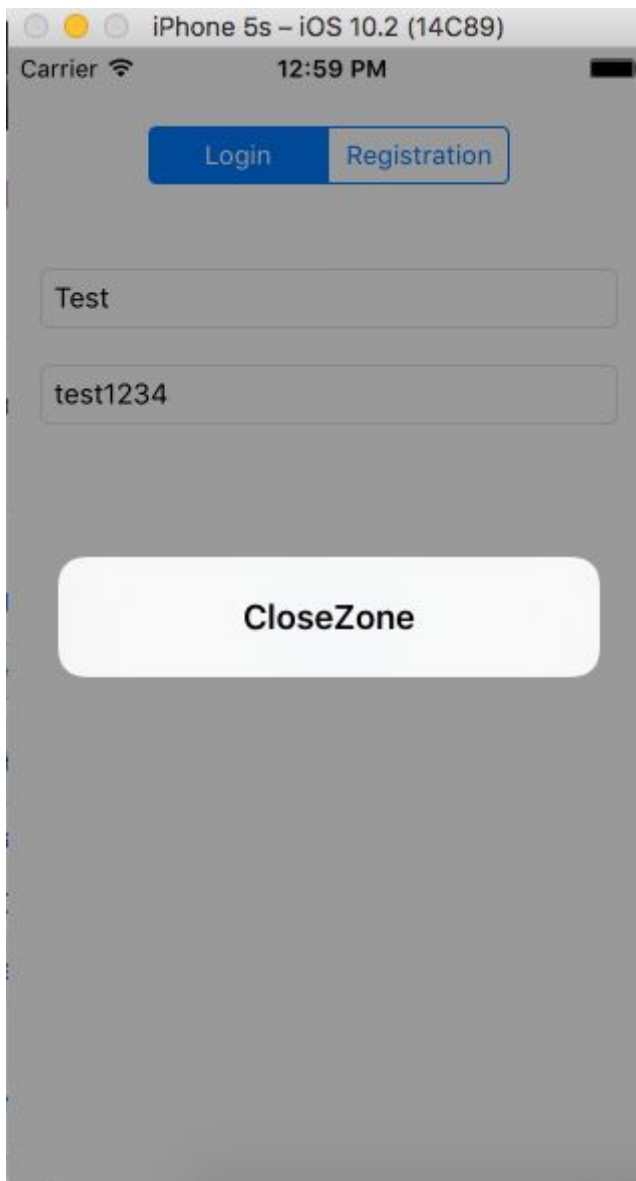 iPhone 5s – iOS 10.2 (14C89)
Carrier 12:59 PM
Login Registration
Test
test1234
CloseZone